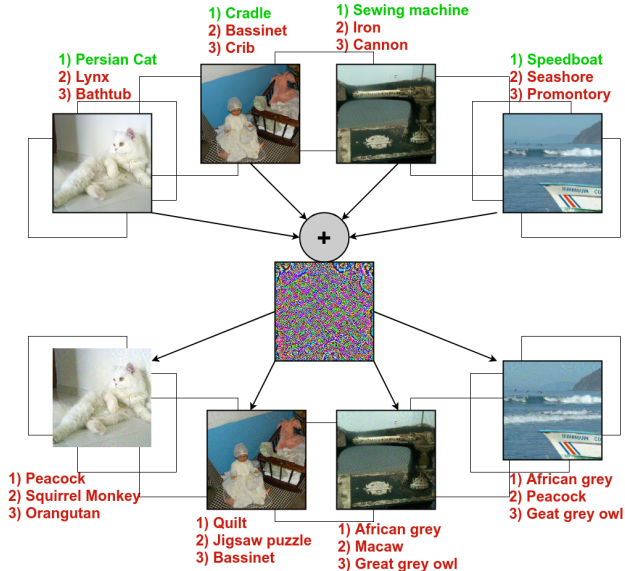 1) Cradle
2) Bassinet
3) Crib
1) Sewing machine
2) Iron
3) Cannon
1) Persian Cat
2) Lynx
3) Bathtub
1) Speedboat
2) Seashore
3) Promontory
+
1) Peacock
2) Squirrel Monkey
3) Orangutan
1) Quilt
2) Jigsaw puzzle
3) Bassinet
1) African grey
2) Macaw
3) Great grey owl
1) African grey
2) Peacock
3) Geat grey owl